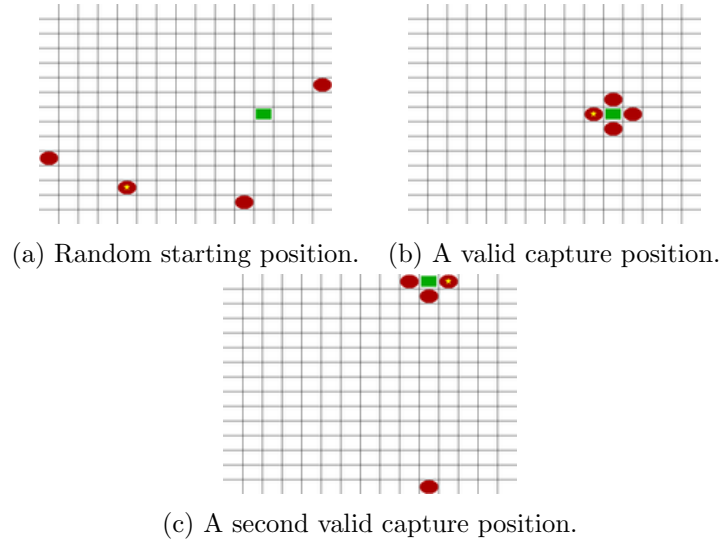 (a) Random starting position.
(b) A valid capture position.
(c) A second valid capture position.